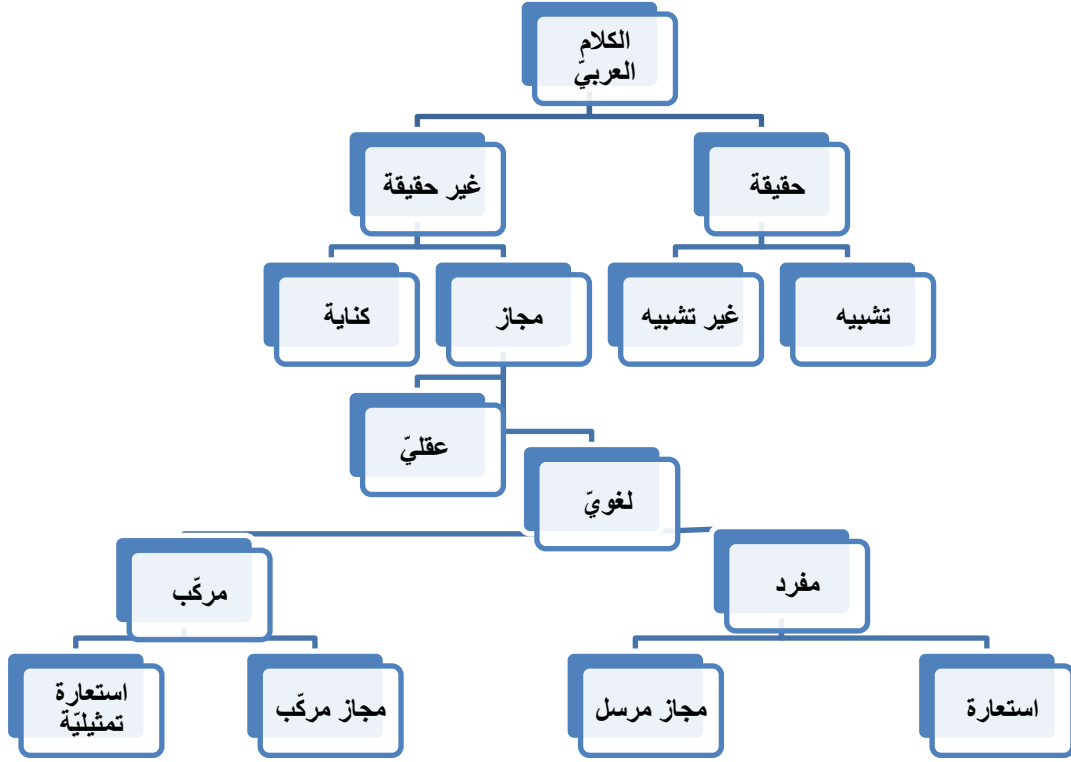 الكلام
العربيّ
حقيقة
غير حقيقة
تشبيه
غير تشبيه
مجاز
كناية
عقليّ
لغويّ
مفرد
مركّب
استعارة
مجاز مرسل
مجاز مركّب
استعارة
تمثيليّة